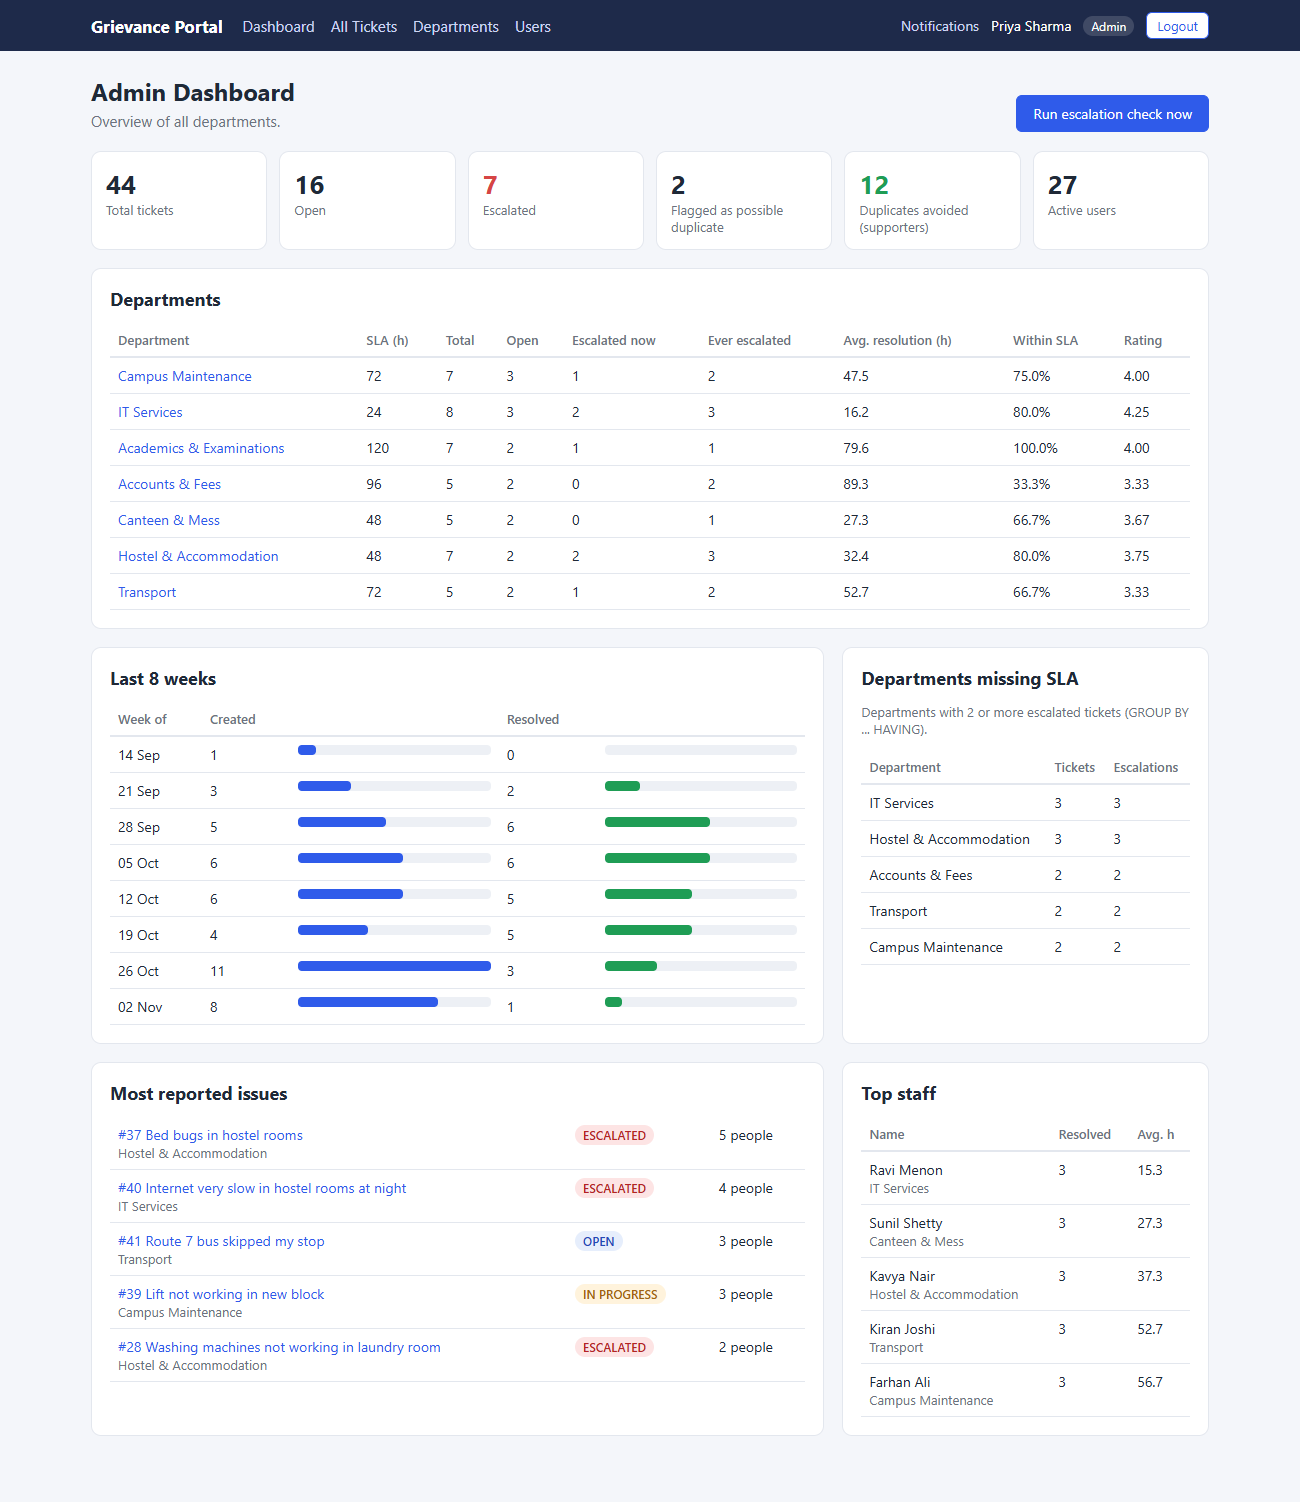 Grievance Portal Dashboard All Tickets Departments Users Notifications Priya Sharma Admin Logout
Admin Dashboard
Overview of all departments.
Run escalation check now
44
Total tickets
16
Open
7
Escalated
2
Flagged as possible
duplicate
12
Duplicates avoided
(supporters)
27
Active users
Departments
Department SLA (h) Total Open Escalated now Ever escalated Avg. resolution (h) Within SLA Rating
Campus Maintenance 72 7 3 1 2 47.5 75.0% 4.00
IT Services 24 8 3 2 3 16.2 80.0% 4.25
Academics & Examinations 120 7 2 1 1 79.6 100.0% 4.00
Accounts & Fees 96 5 2 0 2 89.3 33.3% 3.33
Canteen & Mess 48 5 2 0 1 27.3 66.7% 3.67
Hostel & Accommodation 48 7 2 2 3 32.4 80.0% 3.75
Transport 72 5 2 1 2 52.7 66.7% 3.33
Last 8 weeks
Week of Created Resolved
14 Sep 1 0
21 Sep 3 2
28 Sep 5 6
05 Oct 6 6
12 Oct 6 5
19 Oct 4 5
26 Oct 11 3
02 Nov 8 1
Departments missing SLA
Departments with 2 or more escalated tickets (GROUP BY
... HAVING).
Department Tickets Escalations
IT Services 3 3
Hostel & Accommodation 3 3
Accounts & Fees 2 2
Transport 2 2
Campus Maintenance 2 2
Most reported issues
#37 Bed bugs in hostel rooms ESCALATED 5 people
Hostel & Accommodation
#40 Internet very slow in hostel rooms at night ESCALATED 4 people
IT Services
#41 Route 7 bus skipped my stop OPEN 3 people
Transport
#39 Lift not working in new block IN PROGRESS 3 people
Campus Maintenance
#28 Washing machines not working in laundry room ESCALATED 2 people
Hostel & Accommodation
Top staff
Name Resolved Avg. h
Ravi Menon 3 15.3
IT Services
Sunil Shetty 3 27.3
Canteen & Mess
Kavya Nair 3 37.3
Hostel & Accommodation
Kiran Joshi 3 52.7
Transport
Farhan Ali 3 56.7
Campus Maintenance